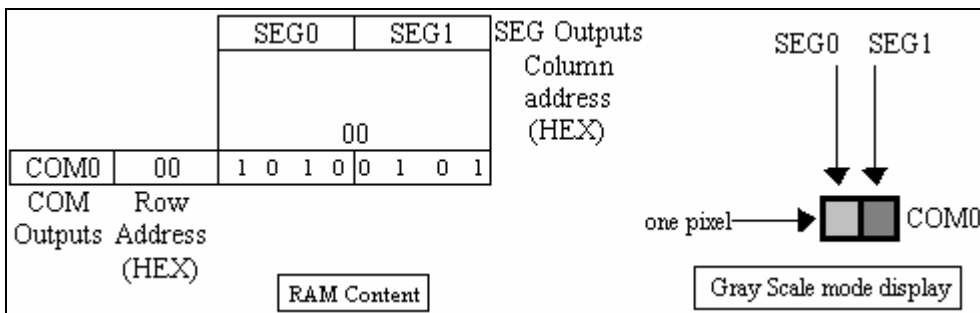 SEG0 SEG1 SEG Outputs
Column
address
(HEX)
00
COM0 00 1 0 1 0 0 1 0 1
COM Row
Outputs Address
(HEX)
RAM Content
SEG0 SEG1
one pixel COM0
Gray Scale mode display